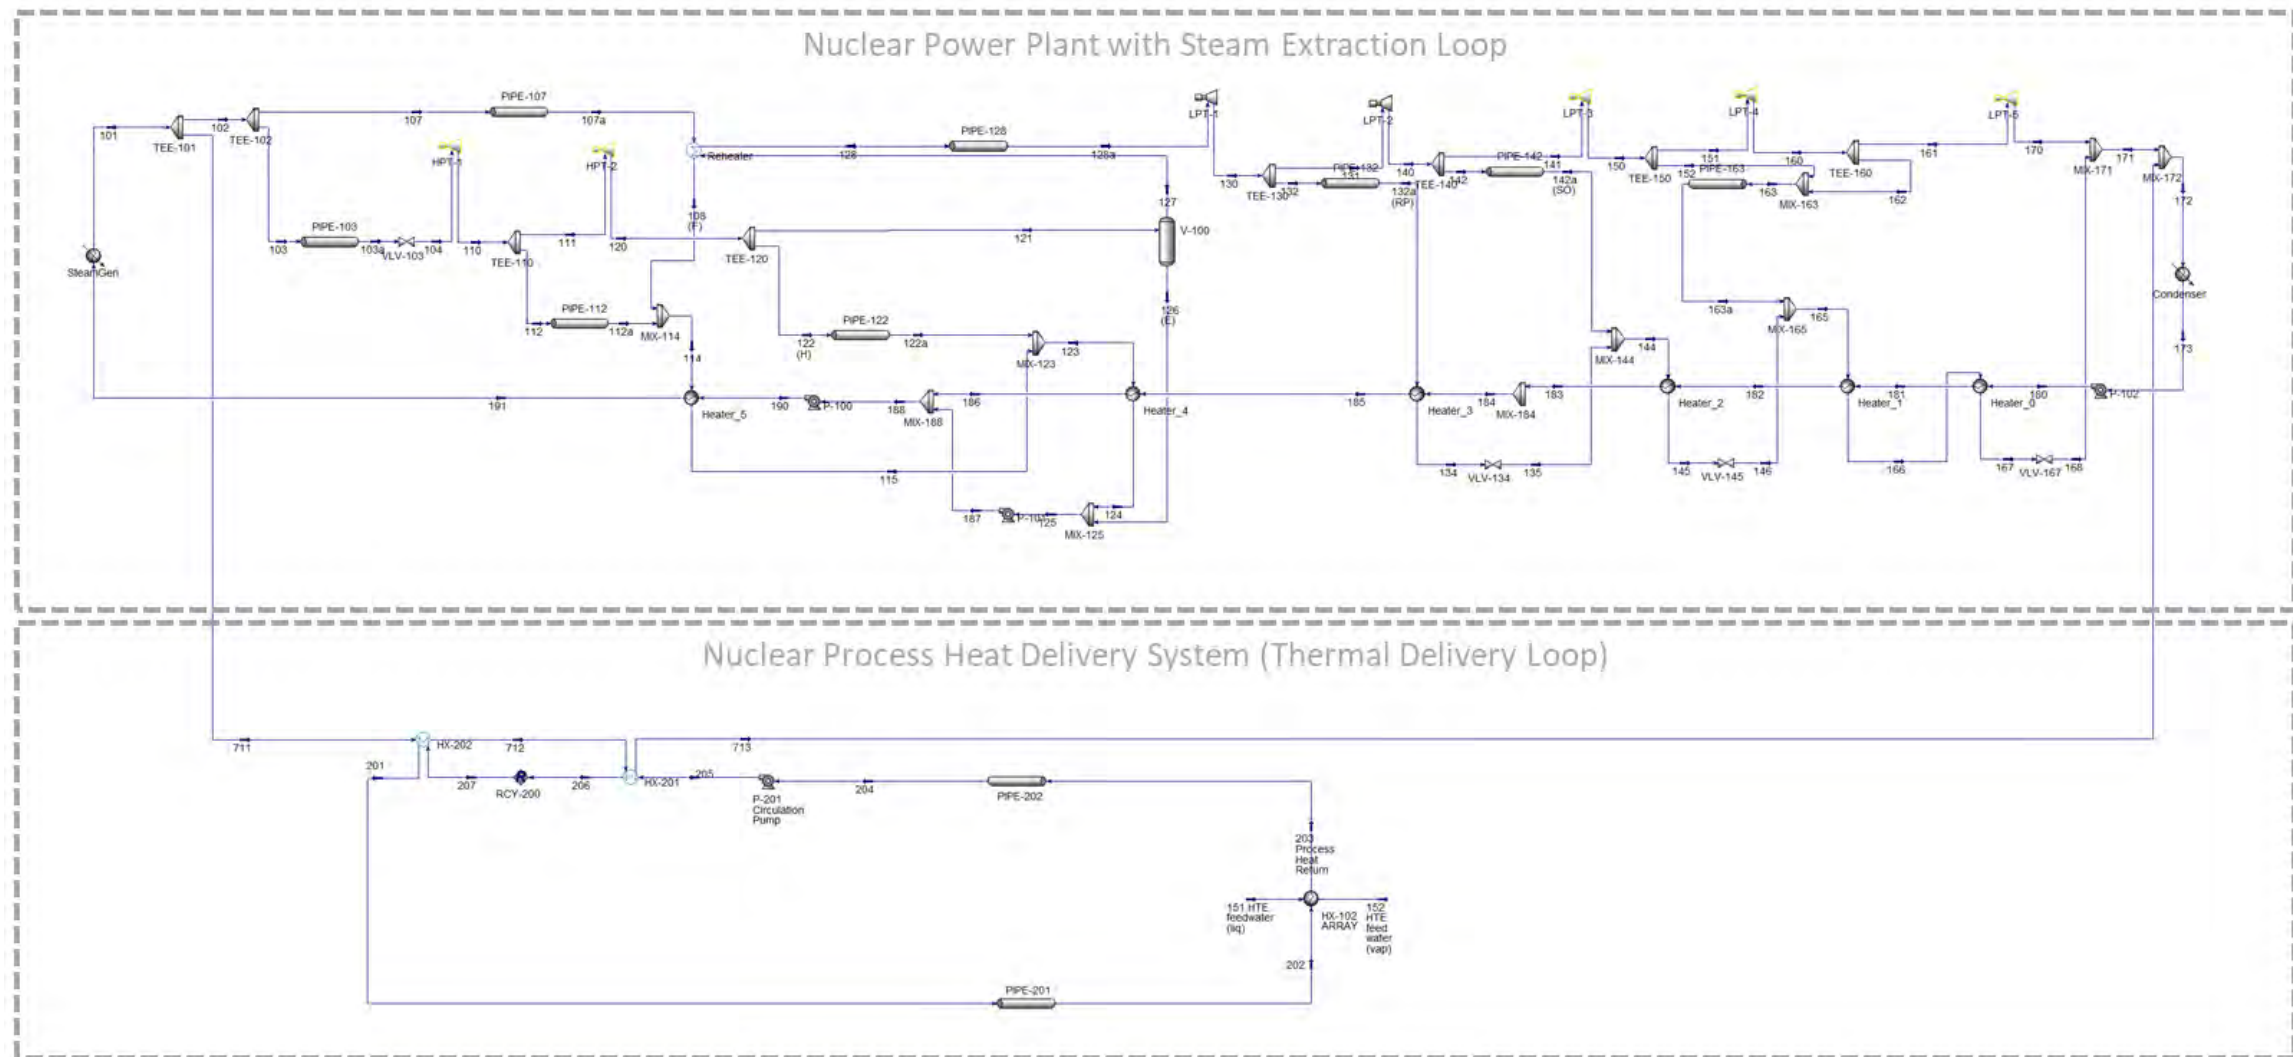 Nuclear Power Plant with Steam Extraction Loop
101
TEE-101
102
TEE-102
107
PIPE-107
107a
HPT-1
HPT-2
Reheater
128
PIPE-128
128a
LPT-1
LPT-2
LPT-3
LPT-4
LPT-5
130
TEE-130
131
132
PIPE-132
132a
(RP)
140
TEE-140
141
142
PIPE-142
142a
(SO)
150
TEE-150
151
152
PIPE-163
163
MIX-163
160
TEE-160
161
162
170
MIX-171
171
MIX-172
172
SteamGen
103
PIPE-103
103a
VLV-103
104
110
TEE-110
111
120
TEE-120
121
127
V-100
108
(F)
112
PIPE-112
112a
MIX-114
114
122
(H)
PIPE-122
122a
MIX-123
123
126
(E)
163a
MIX-165
165
MIX-144
144
Condenser
173
191
Heater_5
190
P-100
188
MIX-188
186
Heater_4
185
Heater_3
184
MIX-184
183
Heater_2
182
Heater_1
181
Heater_0
180
P-102
115
187
125
MIX-125
124
134
VLV-134
135
145
VLV-145
146
166
167
VLV-167
168
Nuclear Process Heat Delivery System (Thermal Delivery Loop)
711
HX-202
712
713
201
207
RCY-200
206
HX-201
205
P-201
Circulation
Pump
204
PIPE-202
203
Process
Heat
Return
151 HTE
feedwater
(liq)
HX-102
ARRAY
152
HTE
feed
water
(vap)
202
PIPE-201